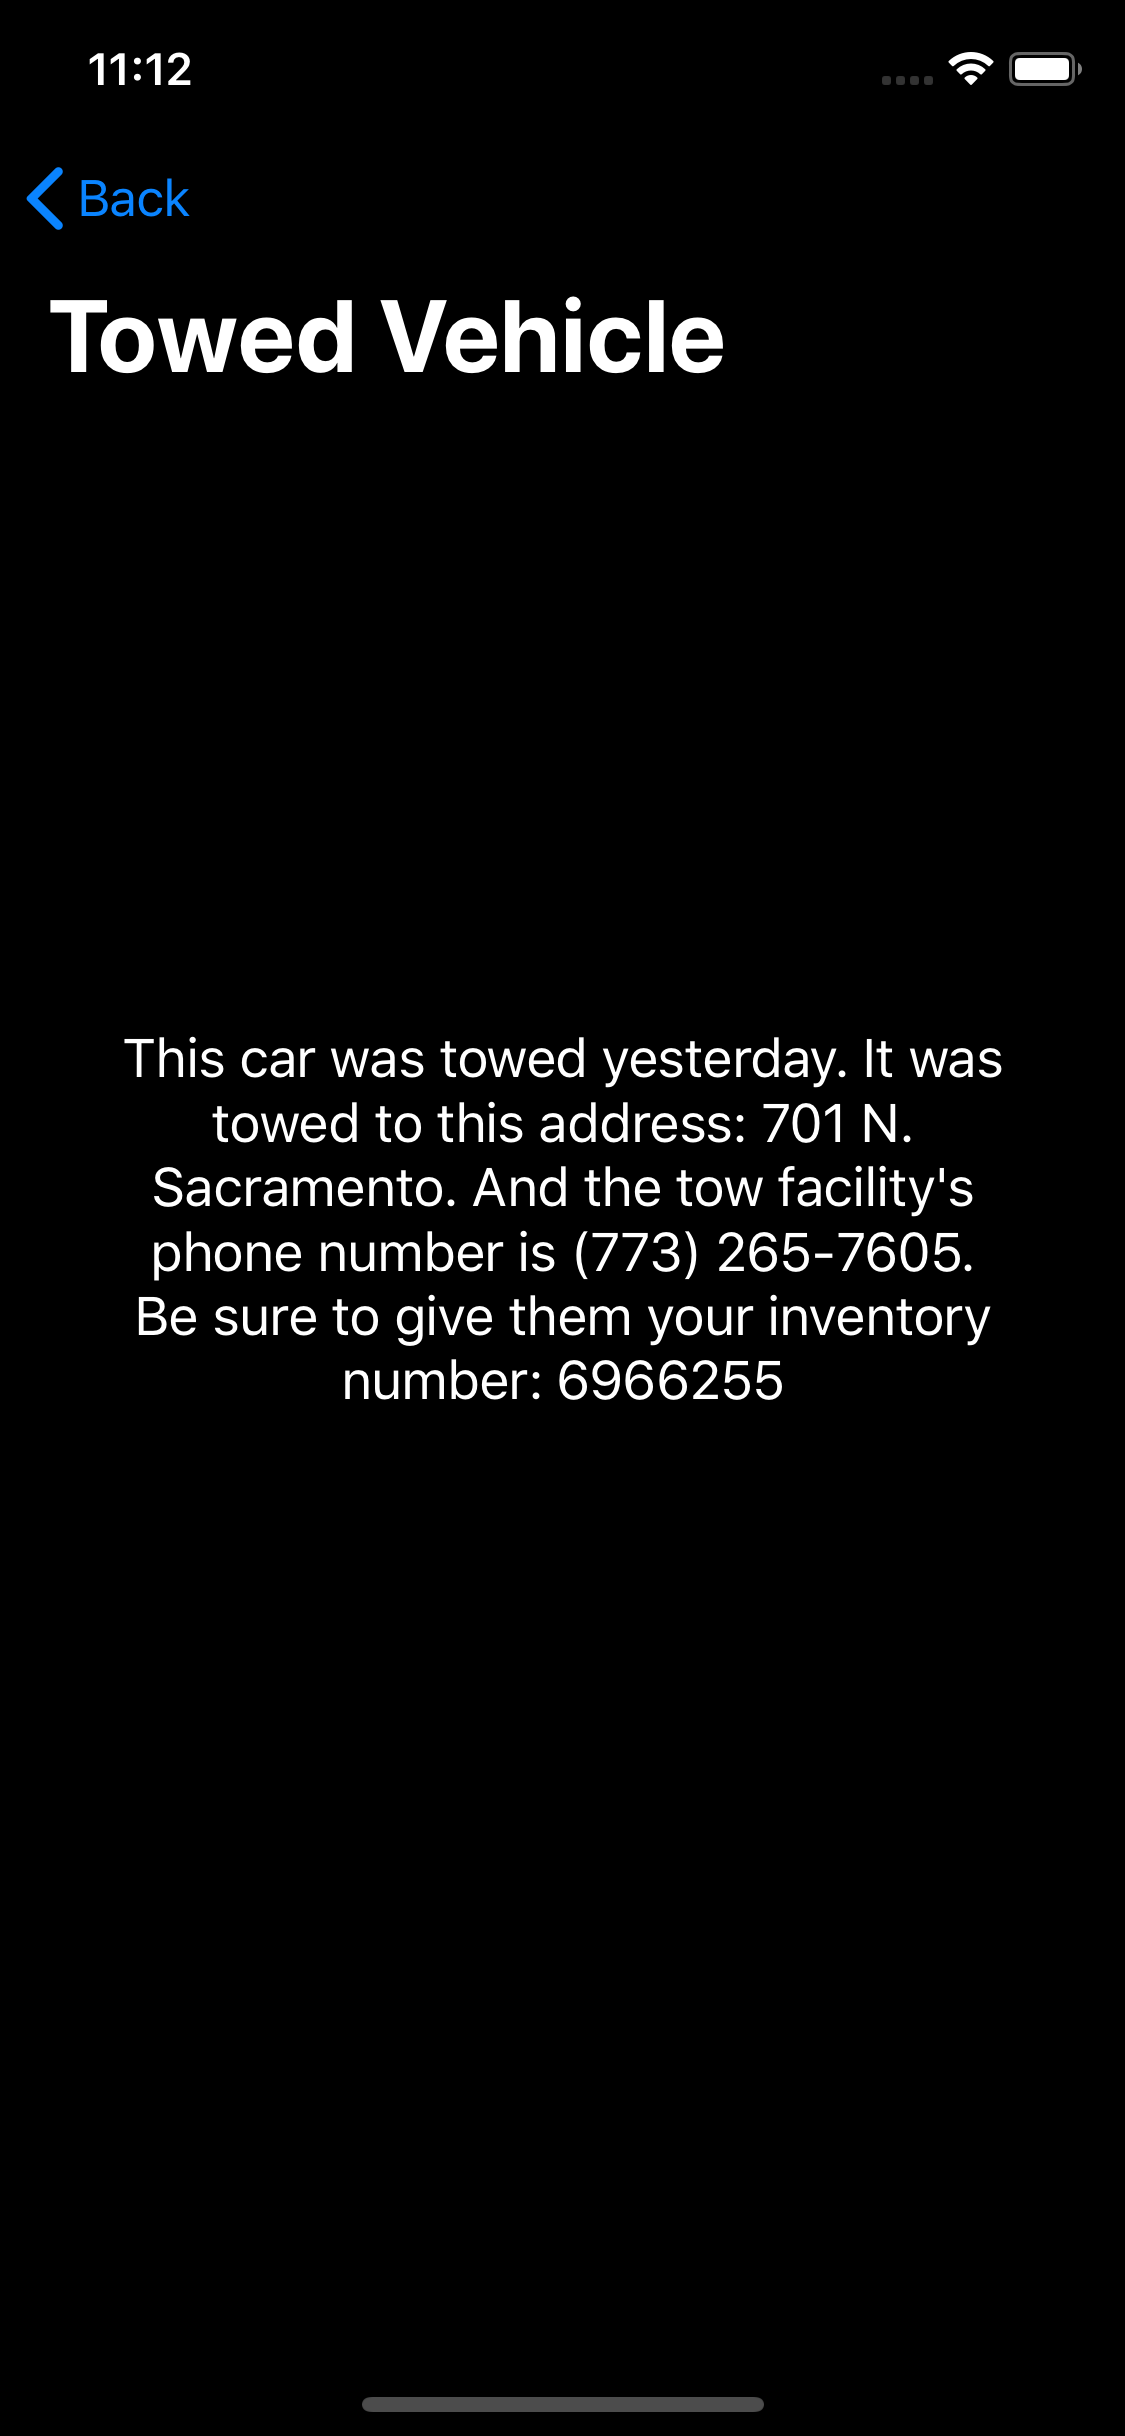 11:12
Back
Towed Vehicle
This car was towed yesterday. It was
towed to this address: 701 N.
Sacramento. And the tow facility's
phone number is (773) 265-7605.
Be sure to give them your inventory
number: 6966255